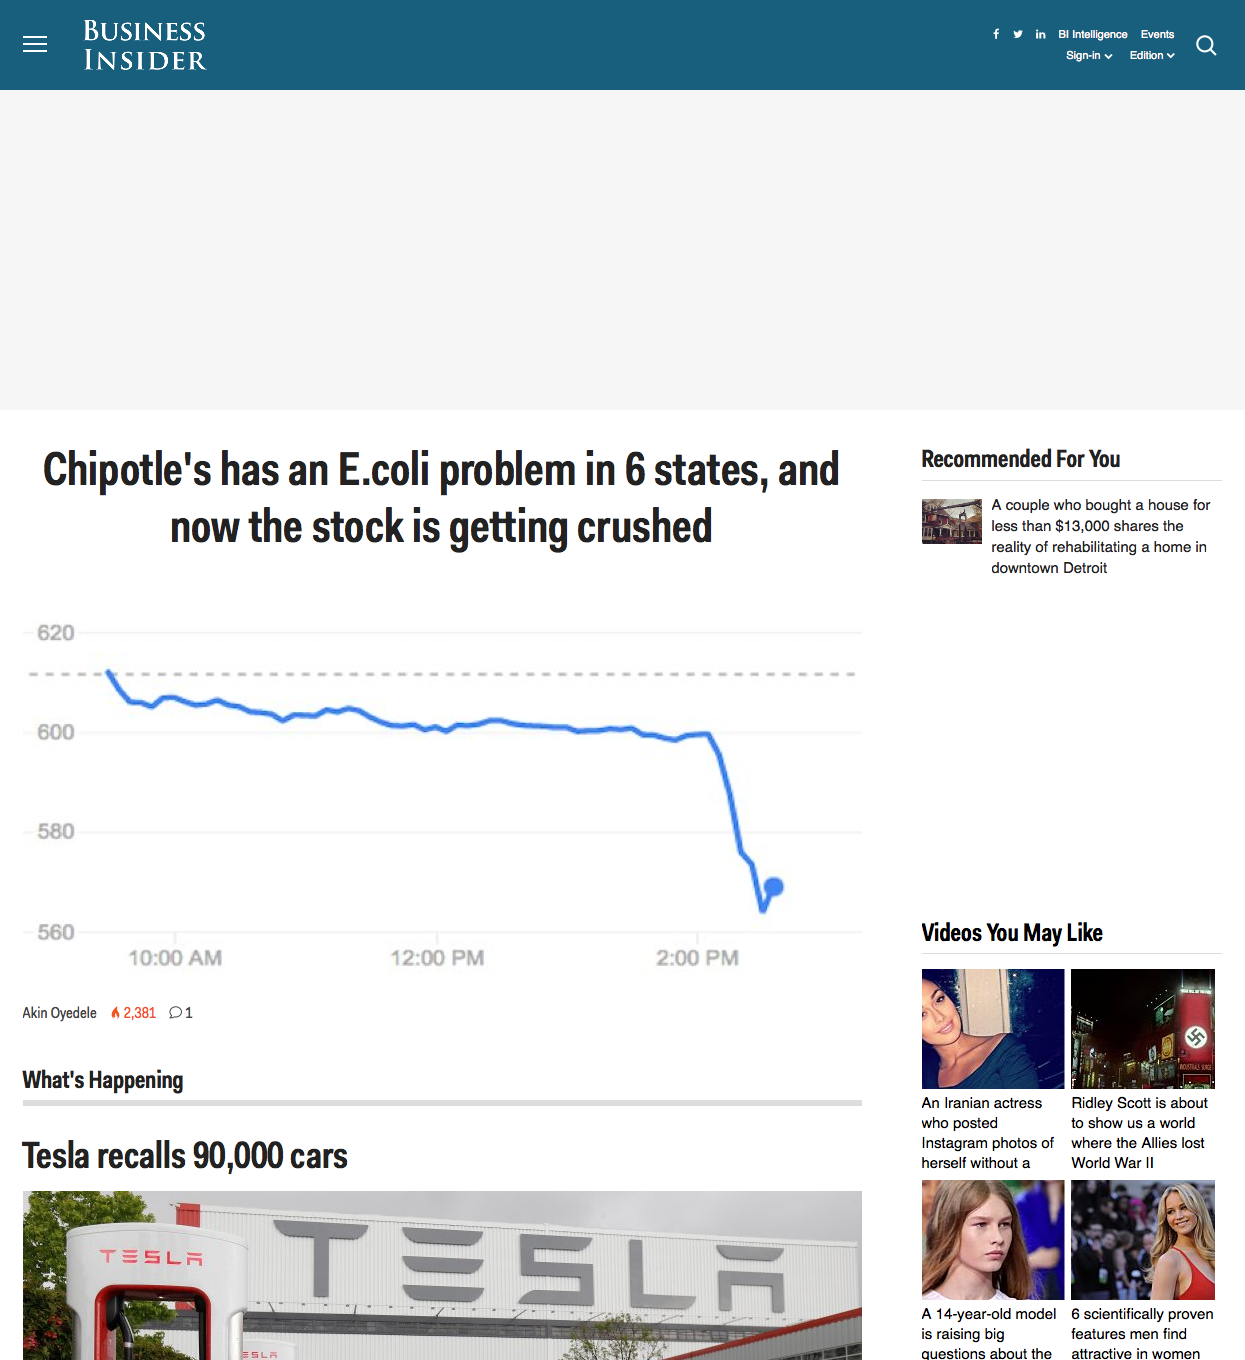 BUSINESS
INSIDER
BI Intelligence Events
Sign-in Edition
Chipotle's has an E.coli problem in 6 states, and
now the stock is getting crushed
620
600
580
560
10:00 AM 12:00 PM 2:00 PM
Akin Oyedele 2,381 1
What's Happening
Tesla recalls 90,000 cars
TESLA
TESLA
ESLA
Recommended For You
A couple who bought a house for
less than $13,000 shares the
reality of rehabilitating a home in
downtown Detroit
Videos You May Like
An Iranian actress
who posted
Instagram photos of
herself without a
Ridley Scott is about
to show us a world
where the Allies lost
World War II
A 14-year-old model
is raising big
questions about the
6 scientifically proven
features men find
attractive in women